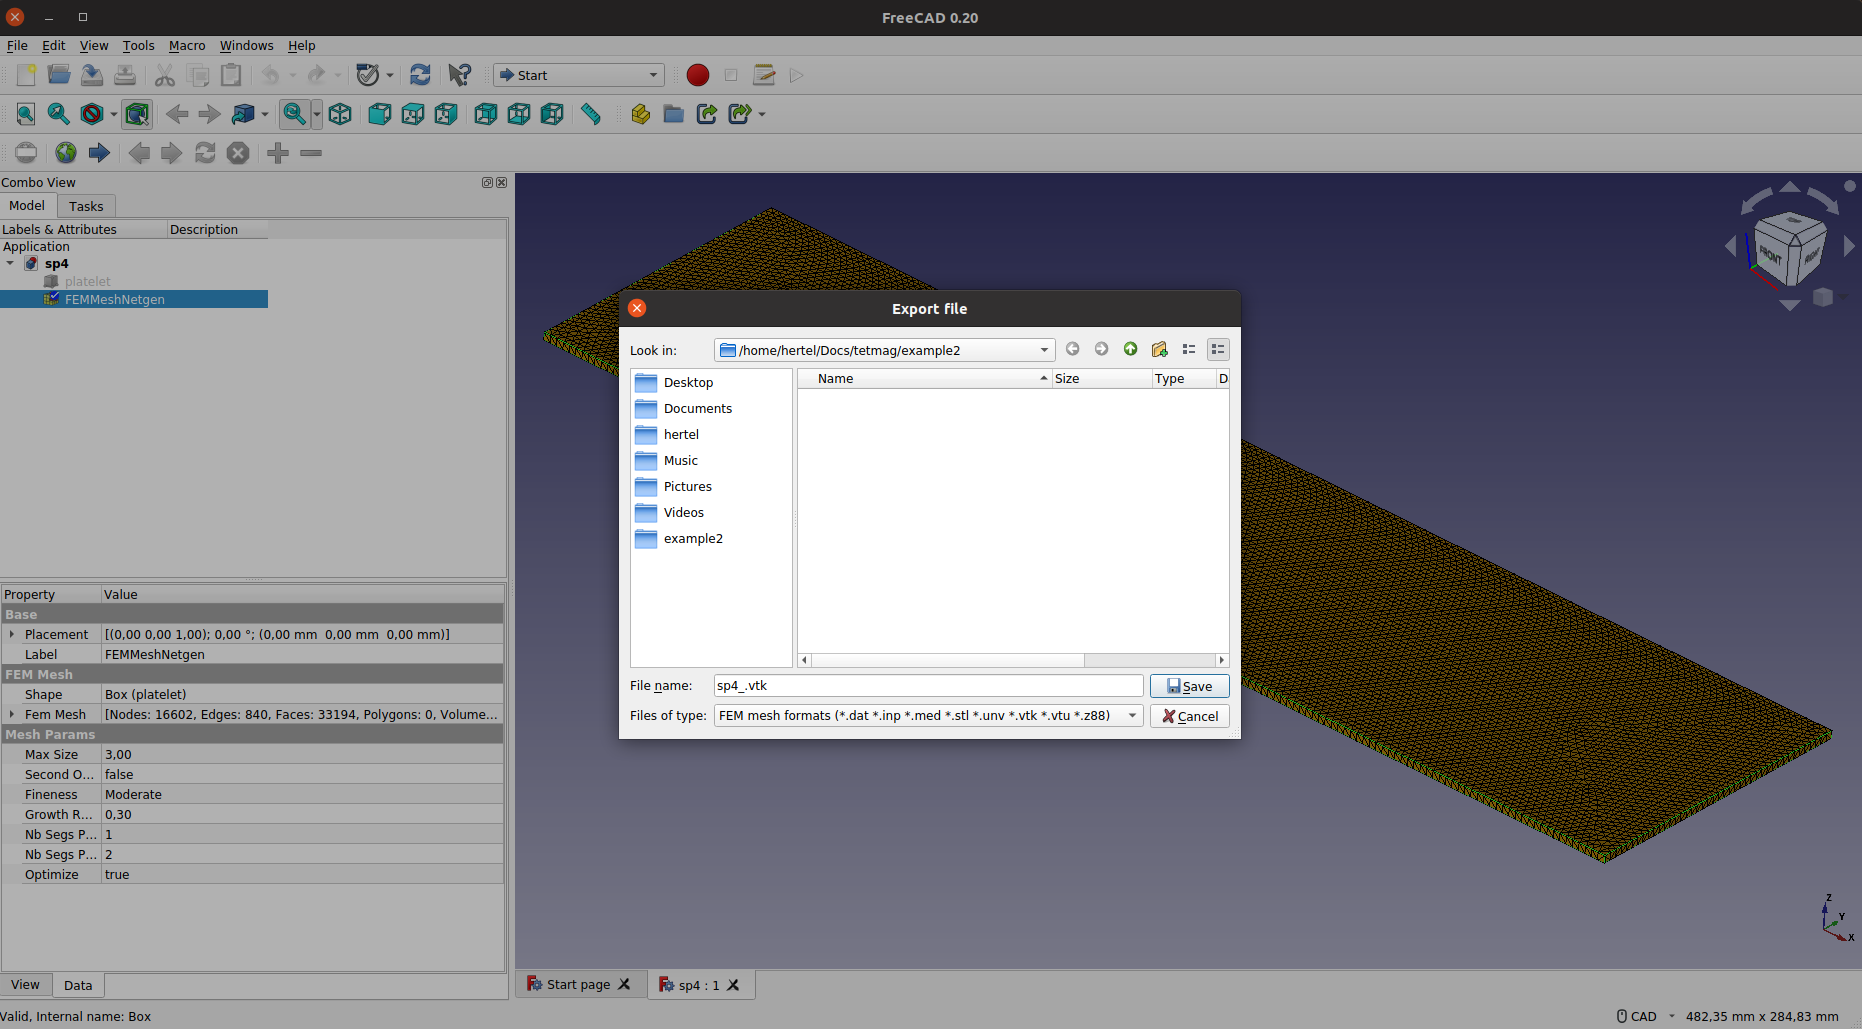 FreeCAD 0.20
File Edit View Tools Macro Windows Help
Start
Combo View
Model Tasks
Labels & Attributes Description
Application
sp4
platelet
FEMMeshNetgen
Property Value
Base
Placement [(0,00 0,00 1,00); 0,00 °; (0,00 mm 0,00 mm 0,00 mm)]
Label FEMMeshNetgen
FEM Mesh
Shape Box (platelet)
Fem Mesh [Nodes: 16602, Edges: 840, Faces: 33194, Polygons: 0, Volume...
Mesh Params
Max Size 3,00
Second O... false
Fineness Moderate
Growth R... 0,30
Nb Segs P... 1
Nb Segs P... 2
Optimize true
View Data
Valid, Internal name: Box
Export file
Look in: /home/hertel/Docs/tetmag/example2
Desktop
Documents
hertel
Music
Pictures
Videos
example2
Name Size Type D
File name: sp4_.vtk Save
Files of type: FEM mesh formats (*.dat *.inp *.med *.stl *.unv *.vtk *.vtu *.z88) Cancel
FRONT RIGHT
Z
Y
X
Start page sp4 : 1
CAD 482,35 mm x 284,83 mm